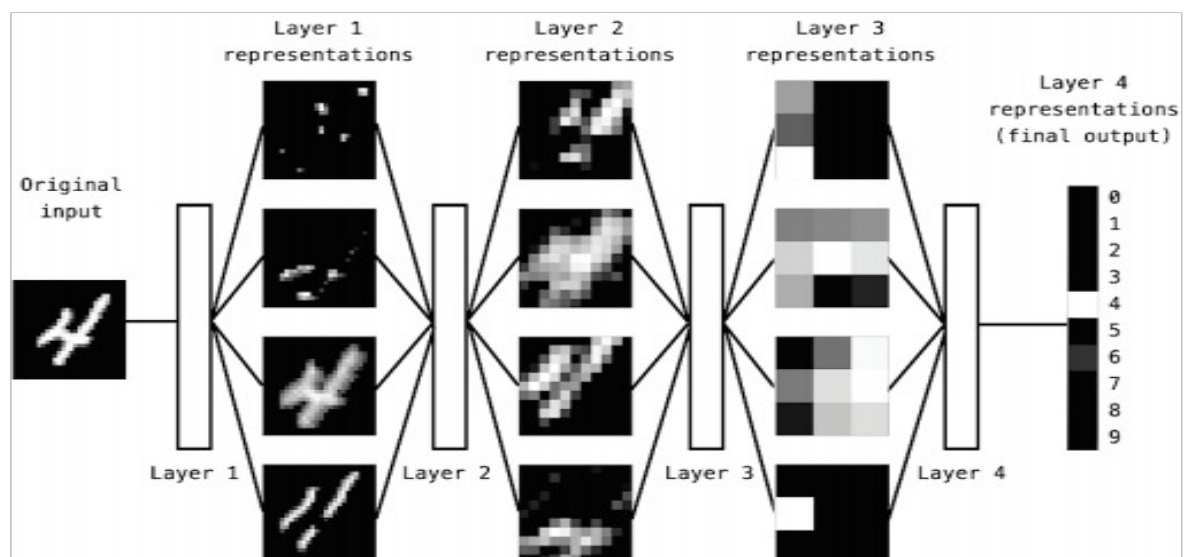 Layer 1
representations
Layer 2
representations
Layer 3
representations
Layer 4
representations
(final output)
Original
input
0
1
2
3
4
5
6
7
8
9
Layer 1
Layer 2
Layer 3
Layer 4